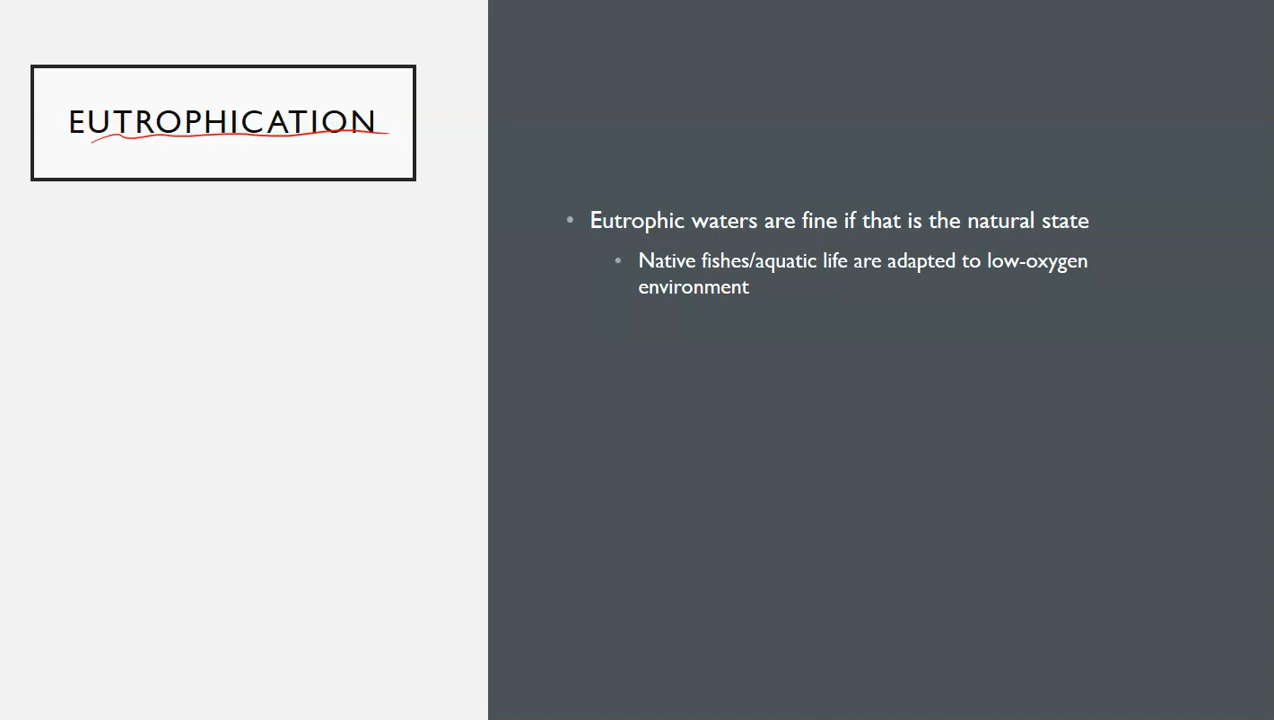 EUTROPHICATION
• Eutrophic waters are fine if that is the natural state
• Native fishes/aquatic life are adapted to low-oxygen
environment